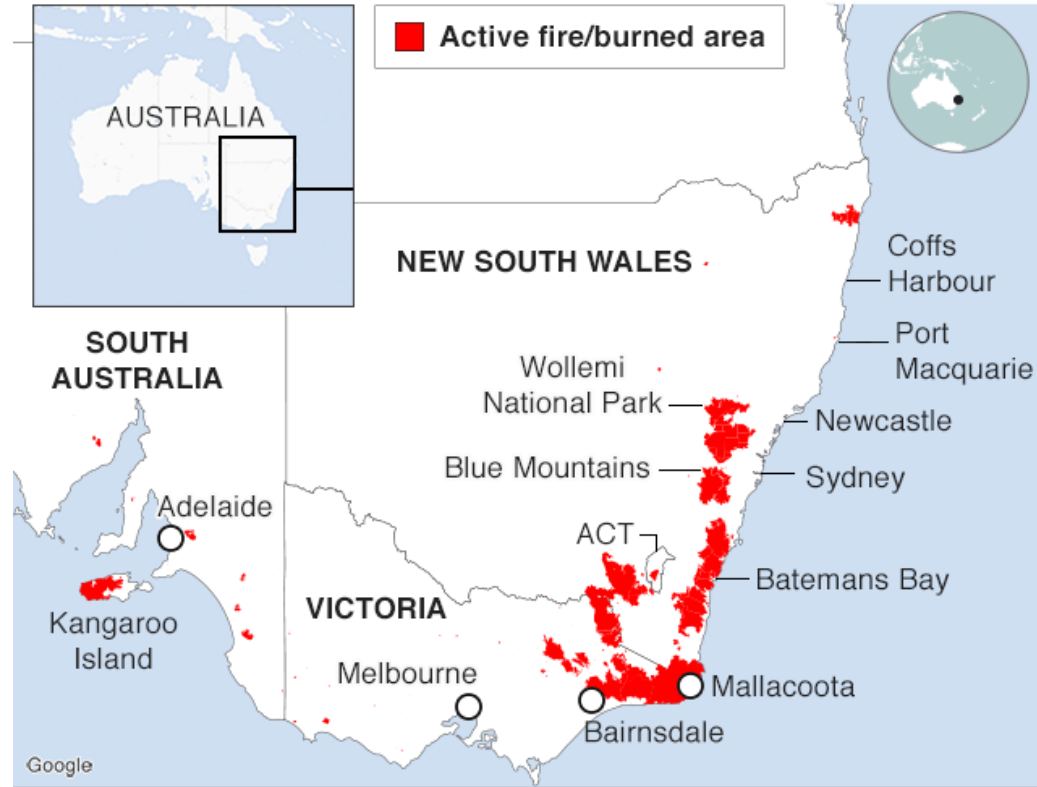 Active fire/burned area
AUSTRALIA
NEW SOUTH WALES
Coffs
Harbour
SOUTH
AUSTRALIA
Port
Macquarie
Wollemi
National Park
Newcastle
Blue Mountains
Sydney
Adelaide
ACT
Batemans Bay
VICTORIA
Kangaroo
Island
Melbourne
Mallacoota
Bairnsdale
Google